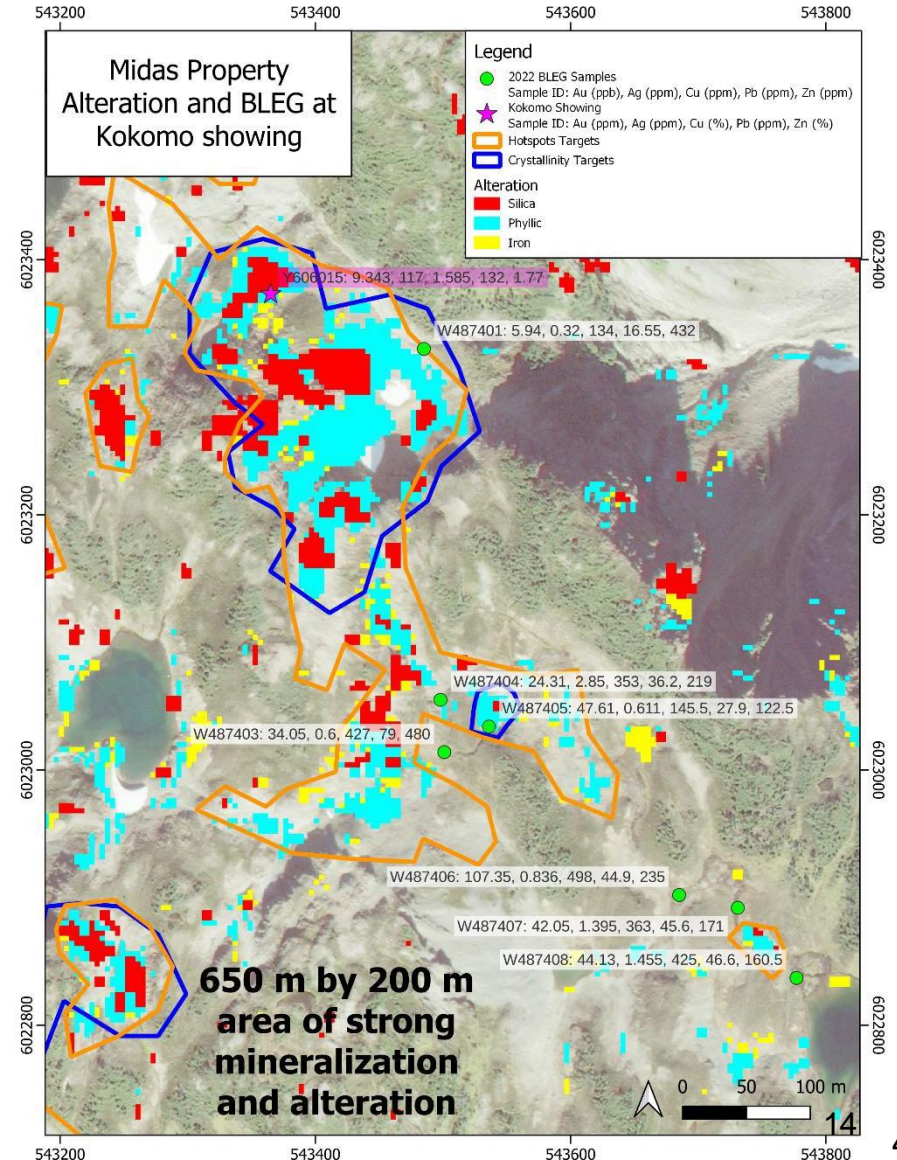 543200 543400 543600 543800
Midas Property
Alteration and BLEG at
Kokomo showing
Legend
2022 BLEG Samples
Sample ID: Au (ppb), Ag (ppm), Cu (ppm), Pb (ppm), Zn (ppm)
Kokomo Showing
Sample ID: Au (ppm), Ag (ppm), Cu (%), Pb (ppm), Zn (%)
Hotspots Targets
Crystallinity Targets
Alteration
Silica
Phyllic
Iron
6023400 6023400
Y606015: 9.343, 117, 1.585, 132, 1.77
W487401: 5.94, 0.32, 134, 16.55, 432
6023200 6023200
W487404: 24.31, 2.85, 353, 36.2, 219
W487405: 47.61, 0.611, 145.5, 27.9, 122.5
W487403: 34.05, 0.6, 427, 79, 480
6023000 6023000
W487406: 107.35, 0.836, 498, 44.9, 235
W487407: 42.05, 1.395, 363, 45.6, 171
W487408: 44.13, 1.455, 425, 46.6, 160.5
650 m by 200 m
area of strong
mineralization
and alteration
6022800 6022800
0 50 100 m
14
4
543200 543400 543600 543800